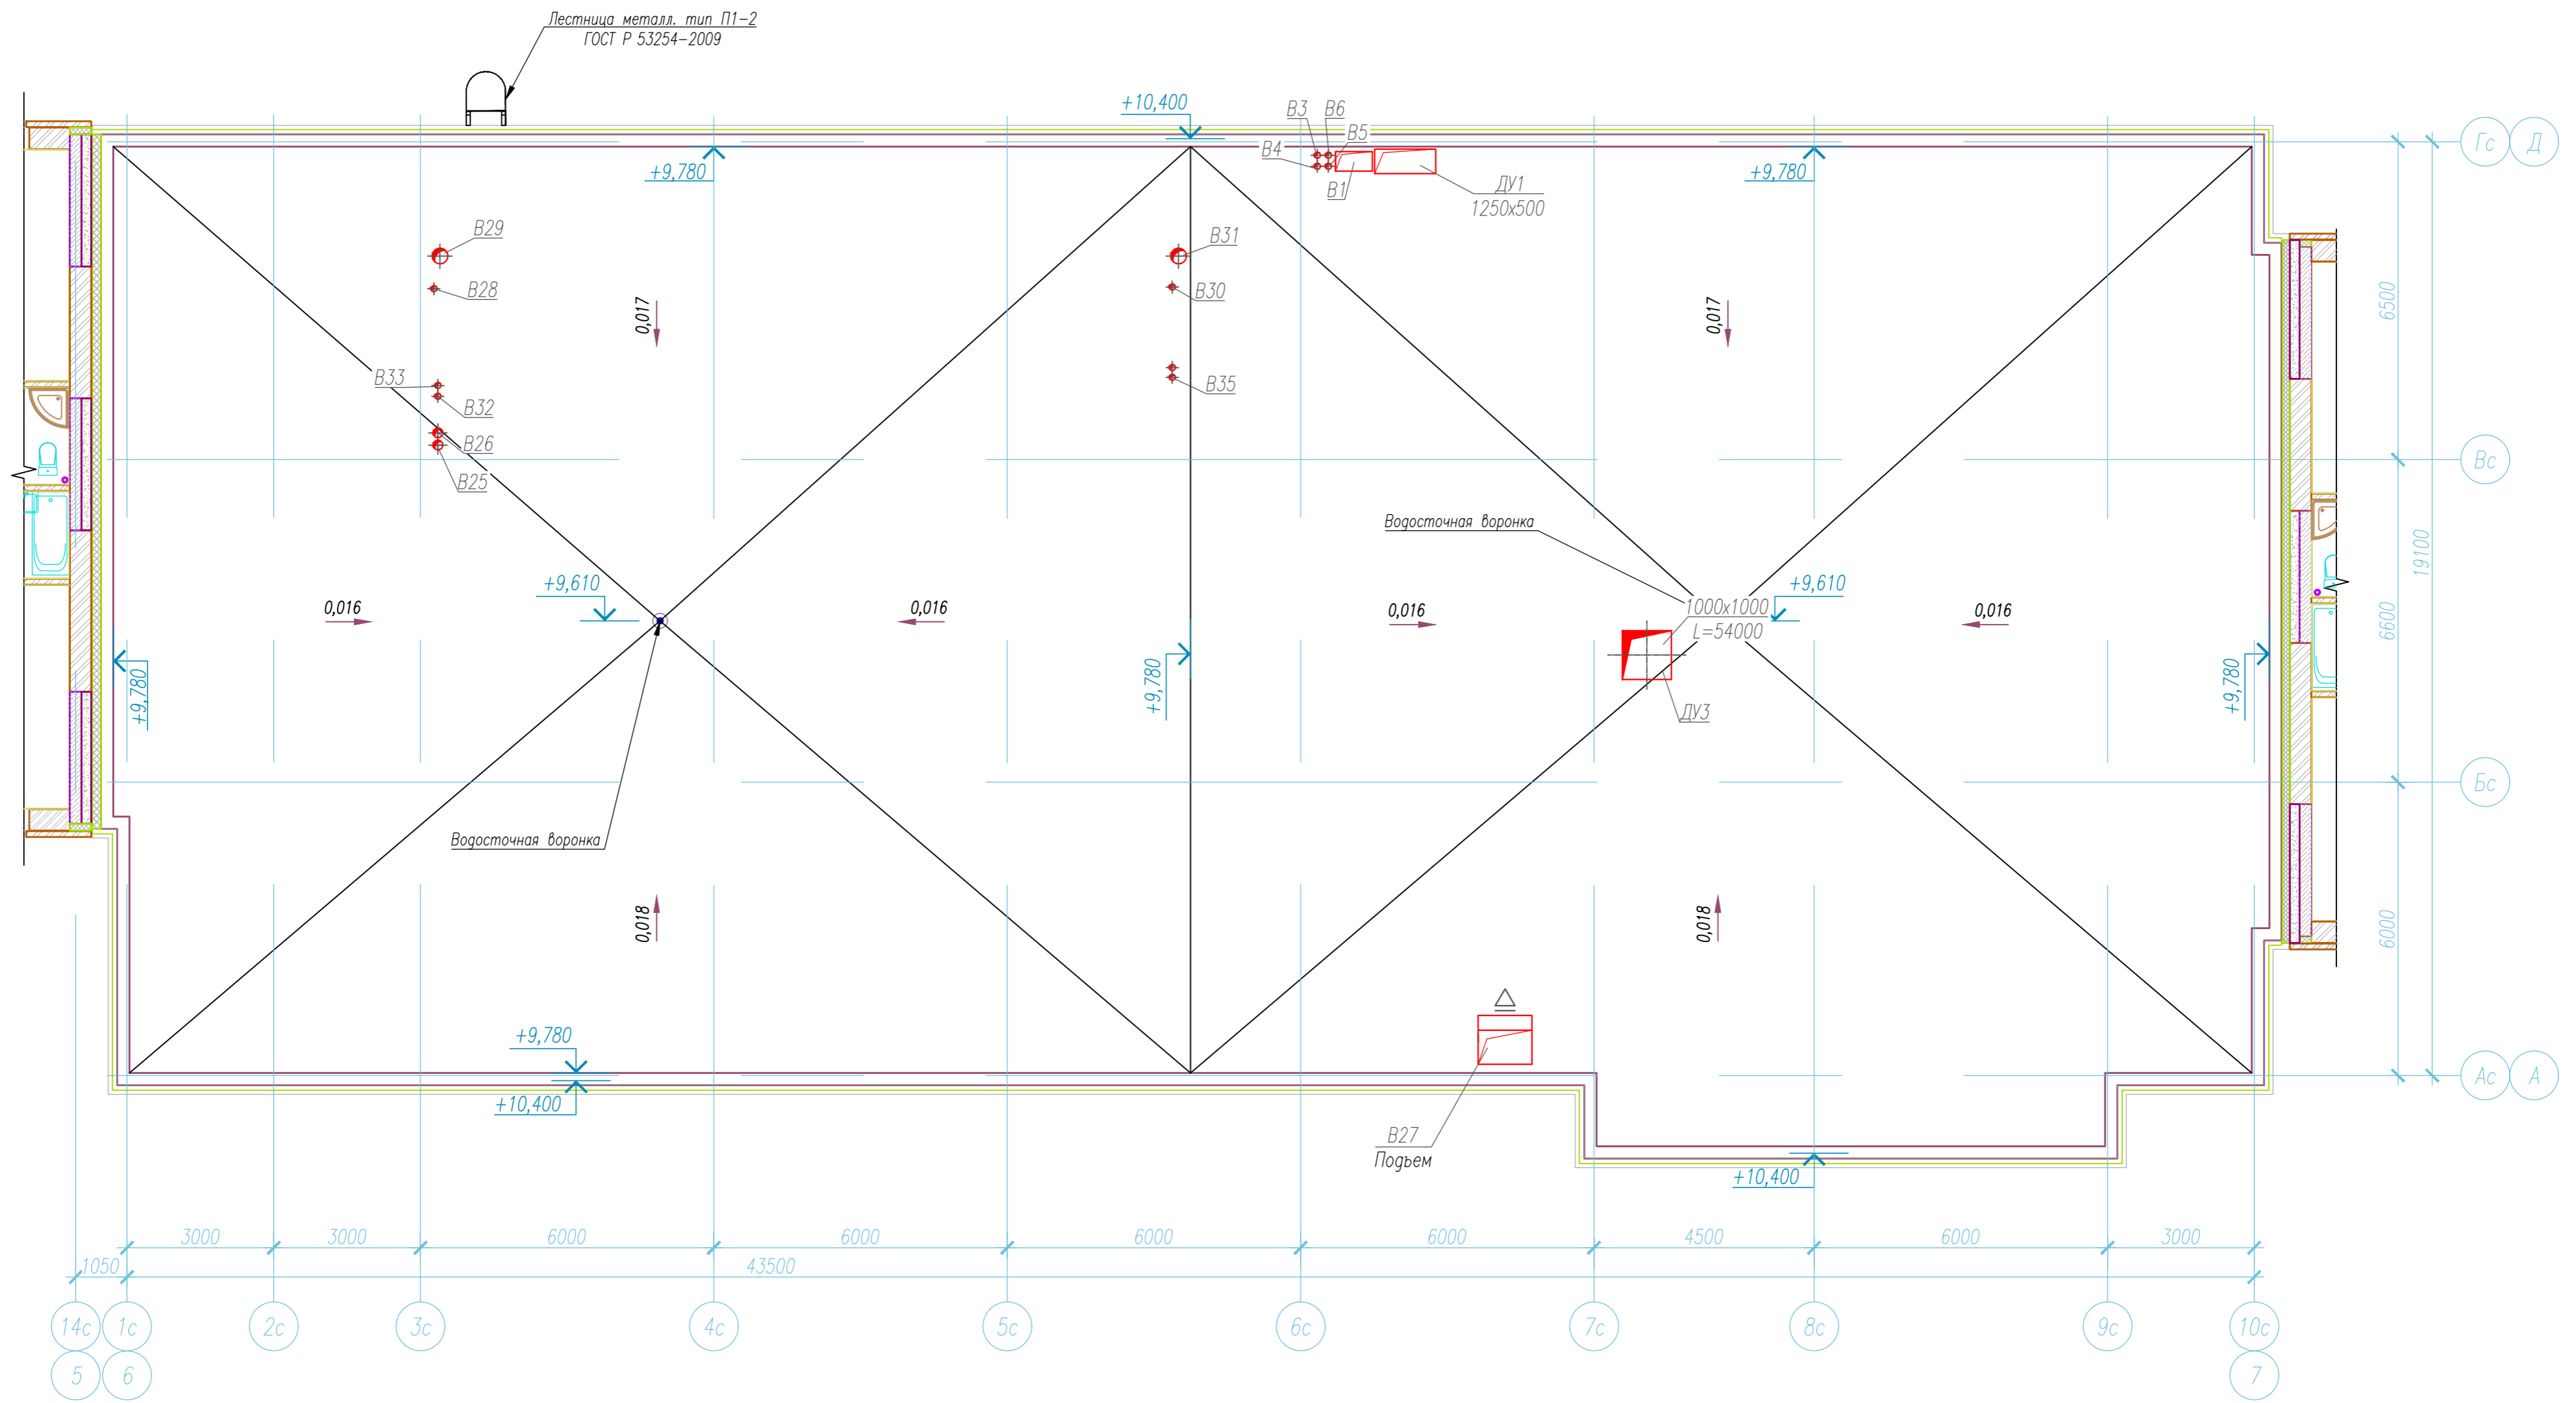 Лестница металл. тип П1-2
ГОСТ Р 53254-2009
+10,400
В3
В6
В5
В4
В1
ДУ1
1250х500
+9,780
+9,780
Гс
Д
В29
В28
В31
В30
0,017
0,017
6500
В33
В32
В26
В25
В35
Вс
Водосточная воронка
19100
+9,610
+9,610
0,016
0,016
0,016
0,016
1000х1000
L=54000
6600
+9,780
+9,780
+9,780
ДУ3
Бс
Водосточная воронка
0,018
0,018
6000
+9,780
+10,400
Ас
А
В27
Подъем
+10,400
3000
3000
6000
6000
6000
6000
4500
6000
3000
1050
43500
14с
1с
2с
3с
4с
5с
6с
7с
8с
9с
10с
5
6
7